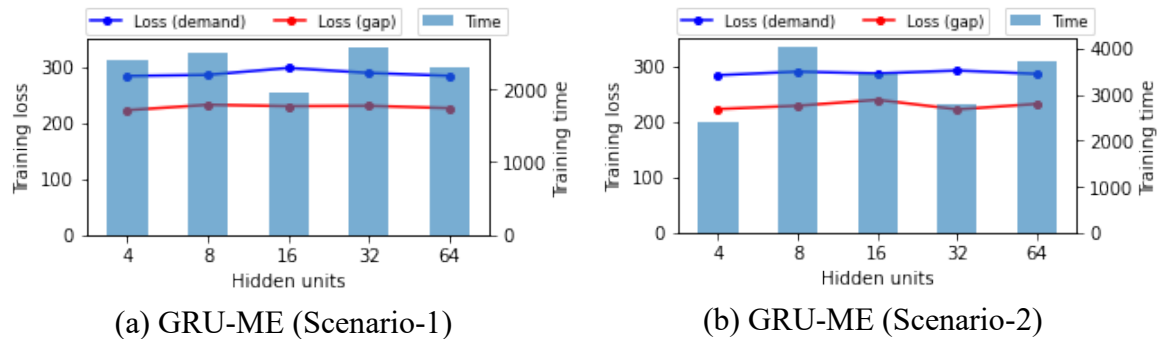 Loss (demand) Loss (gap) Time
300
200
100
0
Training loss
2000
1000
0
Training time
4 8 16 32 64
Hidden units
(a) GRU-ME (Scenario-1)
Loss (demand) Loss (gap) Time
300
200
100
0
Training loss
4000
3000
2000
1000
0
Training time
4 8 16 32 64
Hidden units
(b) GRU-ME (Scenario-2)